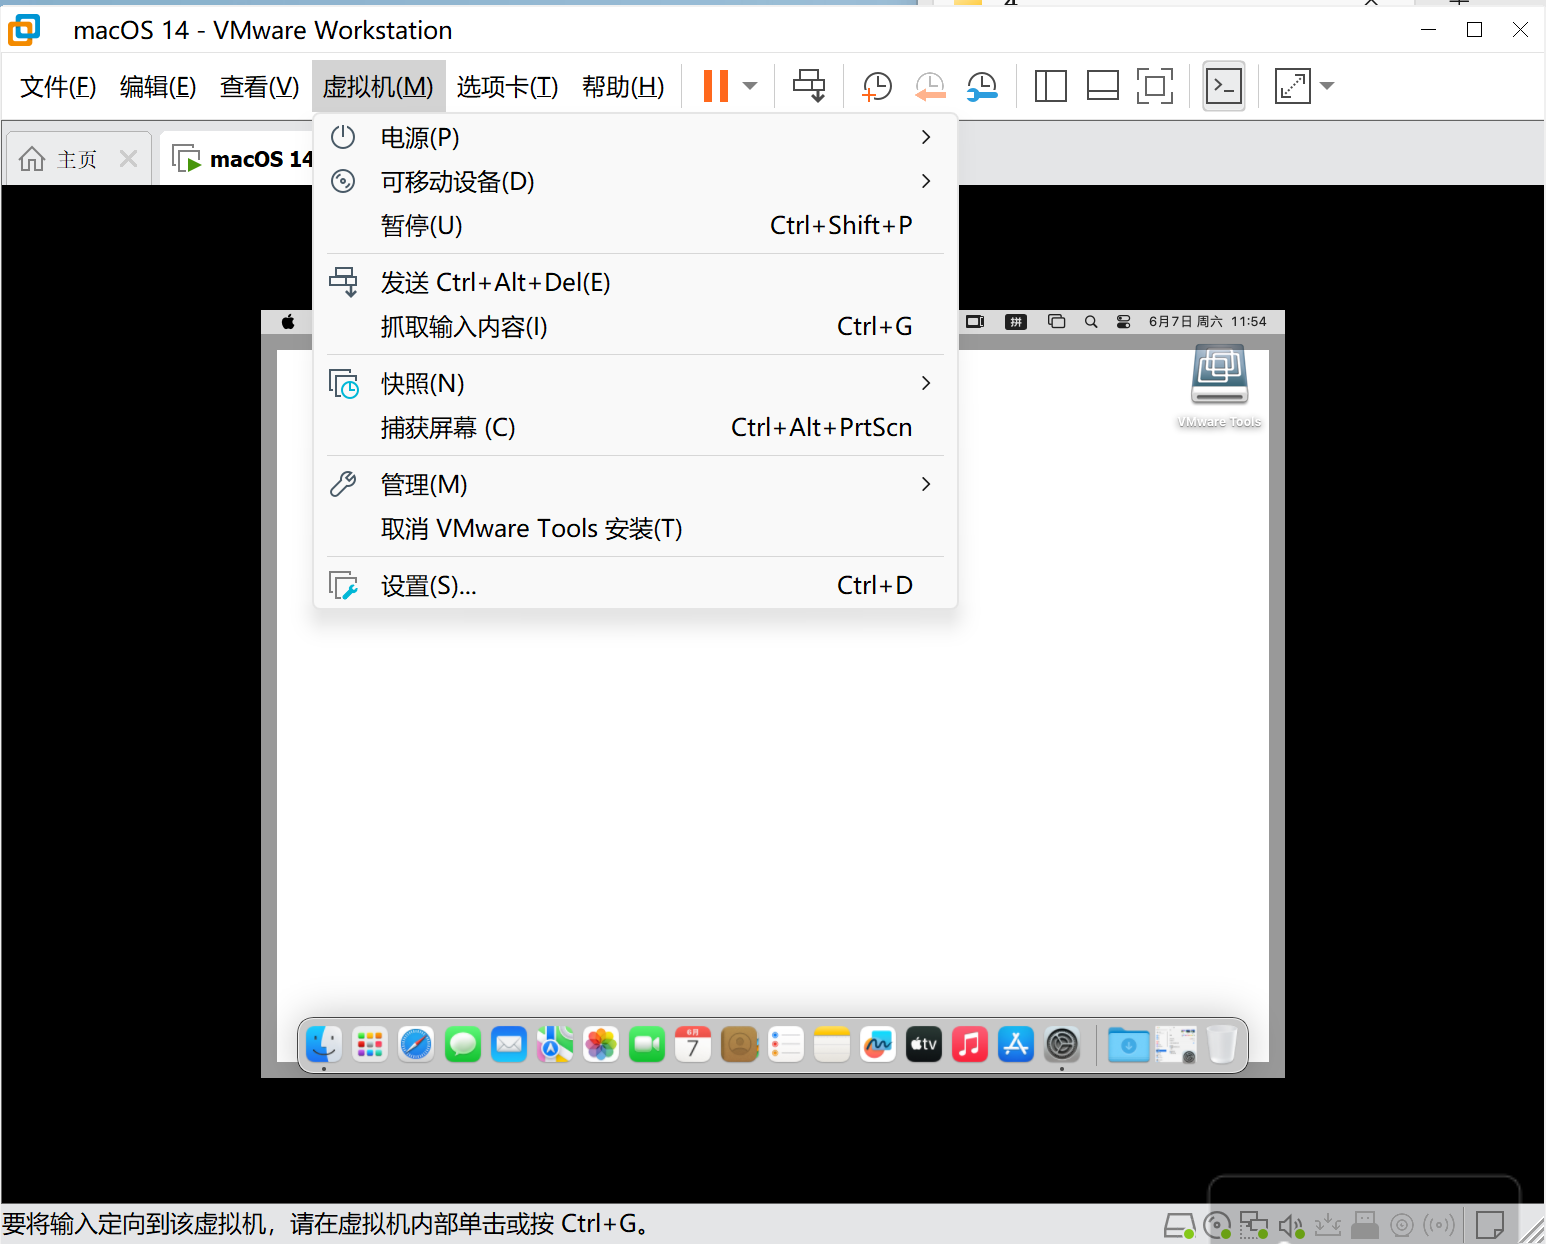 macOS 14 - VMware Workstation
文件(F) 编辑(E) 查看(V) 虚拟机(M) 选项卡(T) 帮助(H)
主页 macOS 14
电源(P)
可移动设备(D)
暂停(U) Ctrl+Shift+P
发送 Ctrl+Alt+Del(E)
抓取输入内容(I) Ctrl+G
快照(N)
捕获屏幕 (C) Ctrl+Alt+PrtScn
管理(M)
取消 VMware Tools 安装(T)
设置(S)... Ctrl+D
拼 6月7日 周六 11:54
VMware Tools
6月
7
tv
要将输入定向到该虚拟机，请在虚拟机内部单击或按 Ctrl+G。